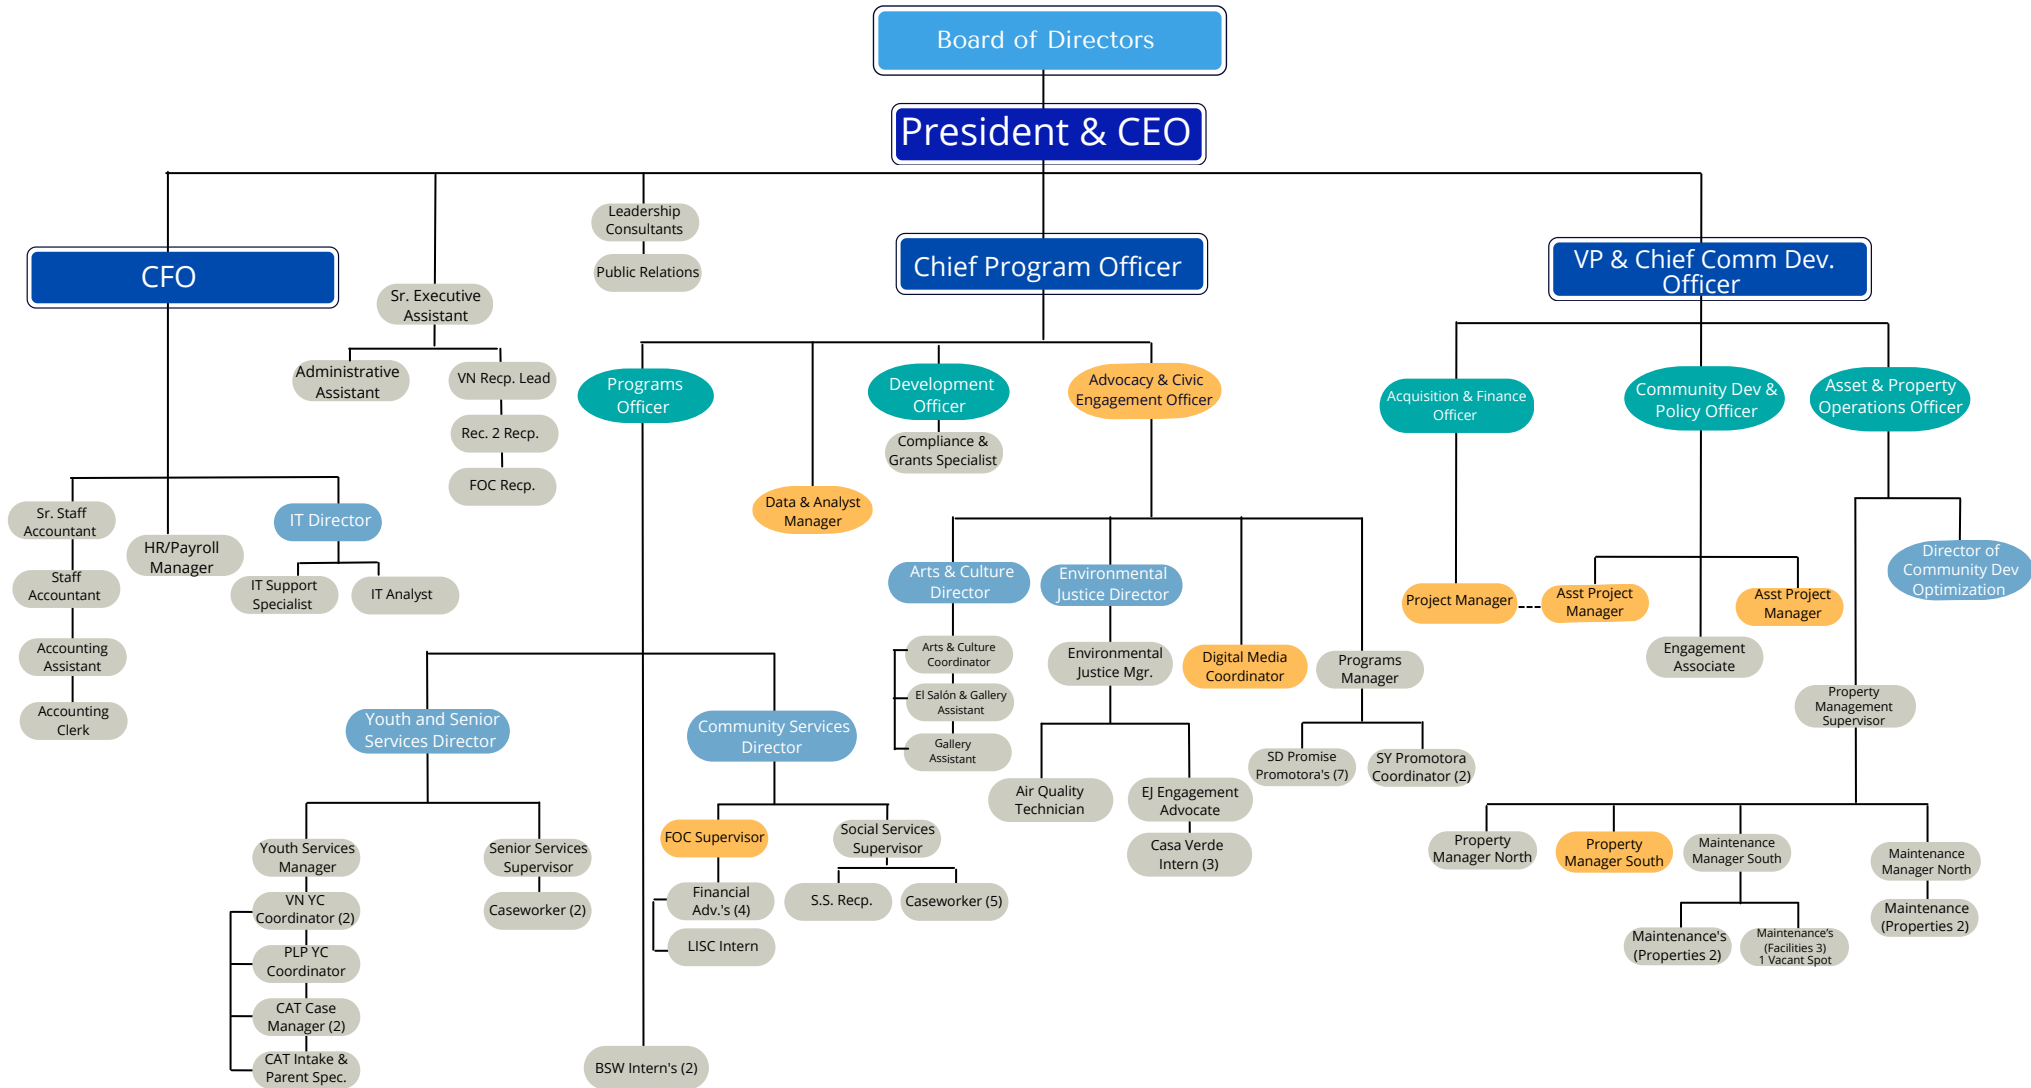 Board of Directors
President & CEO
Leadership
Consultants
Public Relations
CFO
Chief Program Officer
VP & Chief Comm Dev.
Officer
Sr. Executive
Assistant
Administrative
Assistant
VN Recp. Lead
Rec. 2 Recp.
FOC Recp.
Programs
Officer
Development
Officer
Compliance &
Grants Specialist
Advocacy & Civic
Engagement Officer
Data & Analyst
Manager
Acquisition & Finance
Officer
Community Dev &
Policy Officer
Asset & Property
Operations Officer
Sr. Staff
Accountant
Staff
Accountant
Accounting
Assistant
Accounting
Clerk
HR/Payroll
Manager
IT Director
IT Support
Specialist
IT Analyst
Arts & Culture
Director
Environmental
Justice Director
Arts & Culture
Coordinator
El Salón & Gallery
Assistant
Gallery
Assistant
Environmental
Justice Mgr.
Digital Media
Coordinator
Programs
Manager
Air Quality
Technician
EJ Engagement
Advocate
Casa Verde
Intern (3)
SD Promise
Promotora's (7)
SY Promotora
Coordinator (2)
Project Manager
Asst Project
Manager
Asst Project
Manager
Engagement
Associate
Director of
Community Dev
Optimization
Property
Management
Supervisor
Property
Manager North
Property
Manager South
Maintenance
Manager South
Maintenance
Manager North
Maintenance's
(Properties 2)
Maintenance's
(Facilities 3)
1 Vacant Spot
Maintenance
(Properties 2)
Youth and Senior
Services Director
Community Services
Director
Youth Services
Manager
VN YC
Coordinator (2)
PLP YC
Coordinator
CAT Case
Manager (2)
CAT Intake &
Parent Spec.
Senior Services
Supervisor
Caseworker (2)
FOC Supervisor
Financial
Adv.'s (4)
LISC Intern
Social Services
Supervisor
S.S. Recp.
Caseworker (5)
BSW Intern's (2)